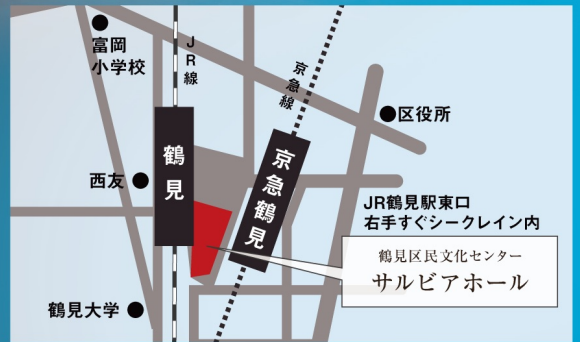 富岡
小学校
JR線
京急線
区役所
鶴見
京急鶴見
西友
JR鶴見駅東口
右手すぐシークレイン内
鶴見区民文化センター
サルビアホール
鶴見大学